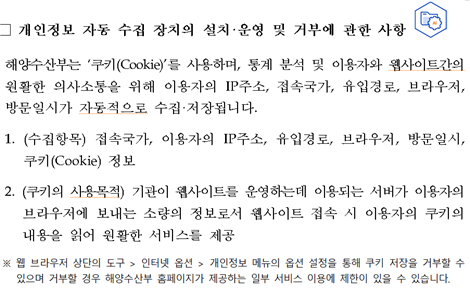 □ 개인정보 자동 수집 장치의 설치·운영 및 거부에 관한 사항
해양수산부는 ‘쿠키(Cookie)’를 사용하며, 통계 분석 및 이용자와 웹사이트간의
원활한 의사소통을 위해 이용자의 IP주소, 접속국가, 유입경로, 브라우저,
방문일시가 자동적으로 수집·저장됩니다.
1. (수집항목) 접속국가, 이용자의 IP주소, 유입경로, 브라우저, 방문일시,
쿠키(Cookie) 정보
2. (쿠키의 사용목적) 기관이 웹사이트를 운영하는데 이용되는 서버가 이용자의
브라우저에 보내는 소량의 정보로서 웹사이트 접속 시 이용자의 쿠키의
내용을 읽어 원활한 서비스를 제공
※ 웹 브라우저 상단의 도구 > 인터넷 옵션 > 개인정보 메뉴의 옵션 설정을 통해 쿠키 저장을 거부할 수
있으며 거부할 경우 해양수산부 홈페이지가 제공하는 일부 서비스 이용에 제한이 있을 수 있습니다.